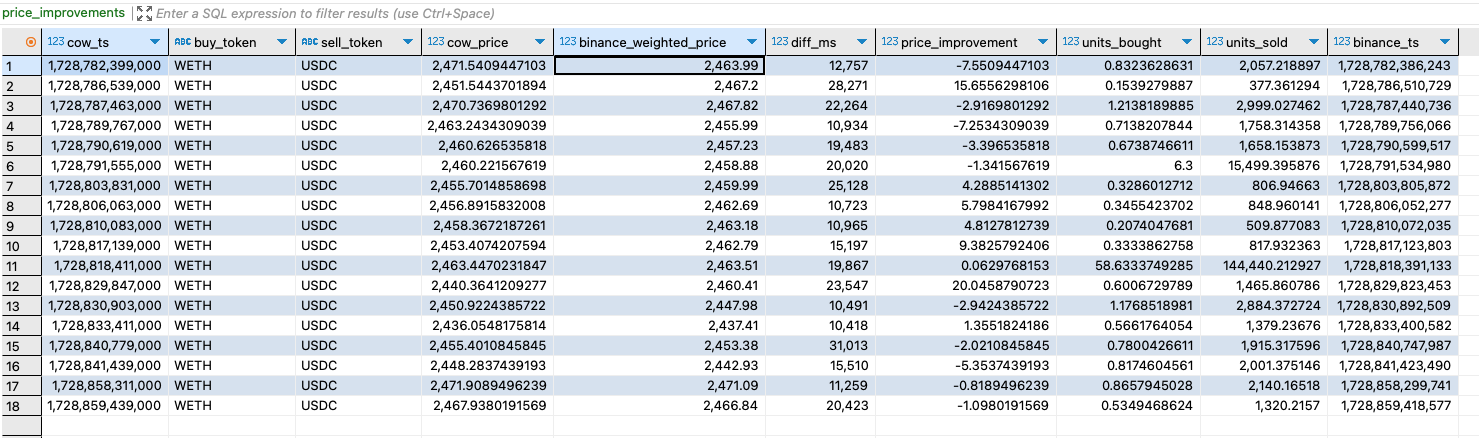 price_improvements Enter a SQL expression to filter results (use Ctrl+Space)
123 cow_ts ABC buy_token ABC sell_token 123 cow_price 123 binance_weighted_price 123 diff_ms 123 price_improvement 123 units_bought 123 units_sold 123 binance_ts
1 1,728,782,399,000 WETH USDC 2,471.5409447103 2,463.99 12,757 -7.5509447103 0.8323628631 2,057.218897 1,728,782,386,243
2 1,728,786,539,000 WETH USDC 2,451.5443701894 2,467.2 28,271 15.6556298106 0.1539279887 377.361294 1,728,786,510,729
3 1,728,787,463,000 WETH USDC 2,470.7369801292 2,467.82 22,264 -2.9169801292 1.2138189885 2,999.027462 1,728,787,440,736
4 1,728,789,767,000 WETH USDC 2,463.2434309039 2,455.99 10,934 -7.2534309039 0.7138207844 1,758.314358 1,728,789,756,066
5 1,728,790,619,000 WETH USDC 2,460.626535818 2,457.23 19,483 -3.396535818 0.6738746611 1,658.153873 1,728,790,599,517
6 1,728,791,555,000 WETH USDC 2,460.221567619 2,458.88 20,020 -1.341567619 6.3 15,499.395876 1,728,791,534,980
7 1,728,803,831,000 WETH USDC 2,455.7014858698 2,459.99 25,128 4.2885141302 0.3286012712 806.94663 1,728,803,805,872
8 1,728,806,063,000 WETH USDC 2,456.8915832008 2,462.69 10,723 5.7984167992 0.3455423702 848.960141 1,728,806,052,277
9 1,728,810,083,000 WETH USDC 2,458.3672187261 2,463.18 10,965 4.8127812739 0.2074047681 509.877083 1,728,810,072,035
10 1,728,817,139,000 WETH USDC 2,453.4074207594 2,462.79 15,197 9.3825792406 0.3333862758 817.932363 1,728,817,123,803
11 1,728,818,411,000 WETH USDC 2,463.4470231847 2,463.51 19,867 0.0629768153 58.6333749285 144,440.212927 1,728,818,391,133
12 1,728,829,847,000 WETH USDC 2,440.3641209277 2,460.41 23,547 20.0458790723 0.6006729789 1,465.860786 1,728,829,823,453
13 1,728,830,903,000 WETH USDC 2,450.9224385722 2,447.98 10,491 -2.9424385722 1.1768518981 2,884.372724 1,728,830,892,509
14 1,728,833,411,000 WETH USDC 2,436.0548175814 2,437.41 10,418 1.3551824186 0.5661764054 1,379.23676 1,728,833,400,582
15 1,728,840,779,000 WETH USDC 2,455.4010845845 2,453.38 31,013 -2.0210845845 0.7800426611 1,915.317596 1,728,840,747,987
16 1,728,841,439,000 WETH USDC 2,448.2837439193 2,442.93 15,510 -5.3537439193 0.8174604561 2,001.375146 1,728,841,423,490
17 1,728,858,311,000 WETH USDC 2,471.9089496239 2,471.09 11,259 -0.8189496239 0.8657945028 2,140.16518 1,728,858,299,741
18 1,728,859,439,000 WETH USDC 2,467.9380191569 2,466.84 20,423 -1.0980191569 0.5349468624 1,320.2157 1,728,859,418,577